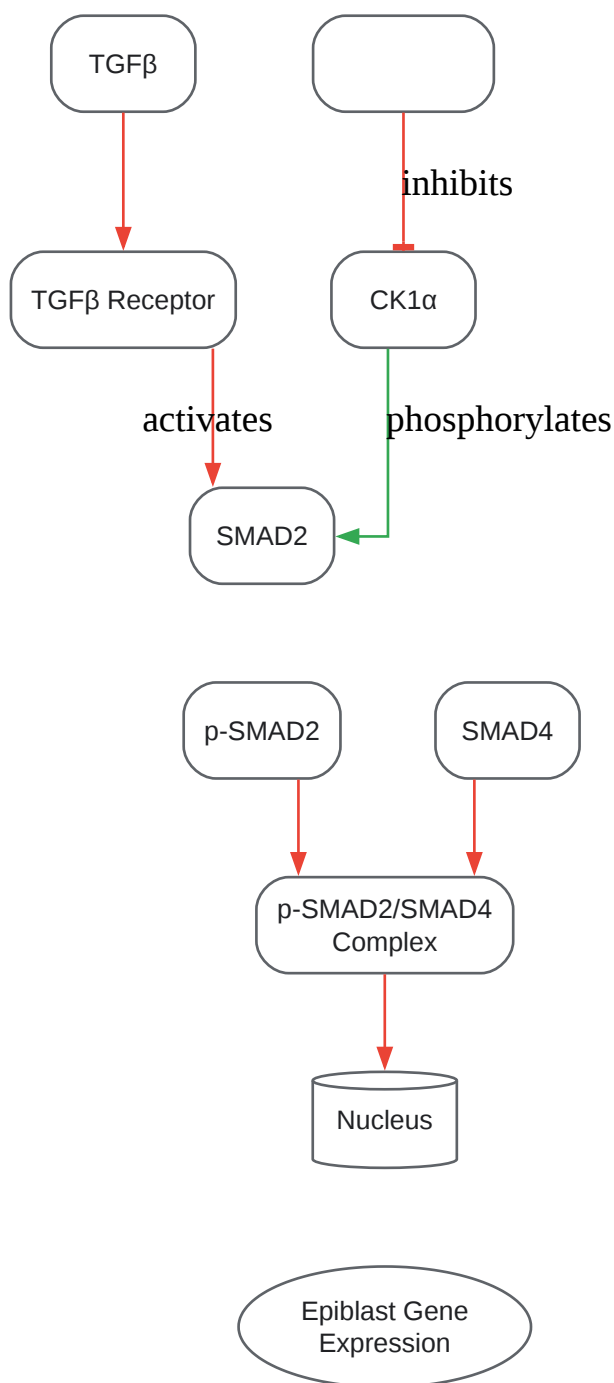 TGFβ
inhibits
TGFβ Receptor
CK1α
activates
phosphorylates
SMAD2
p-SMAD2
SMAD4
p-SMAD2/SMAD4
Complex
Nucleus
Epiblast Gene
Expression